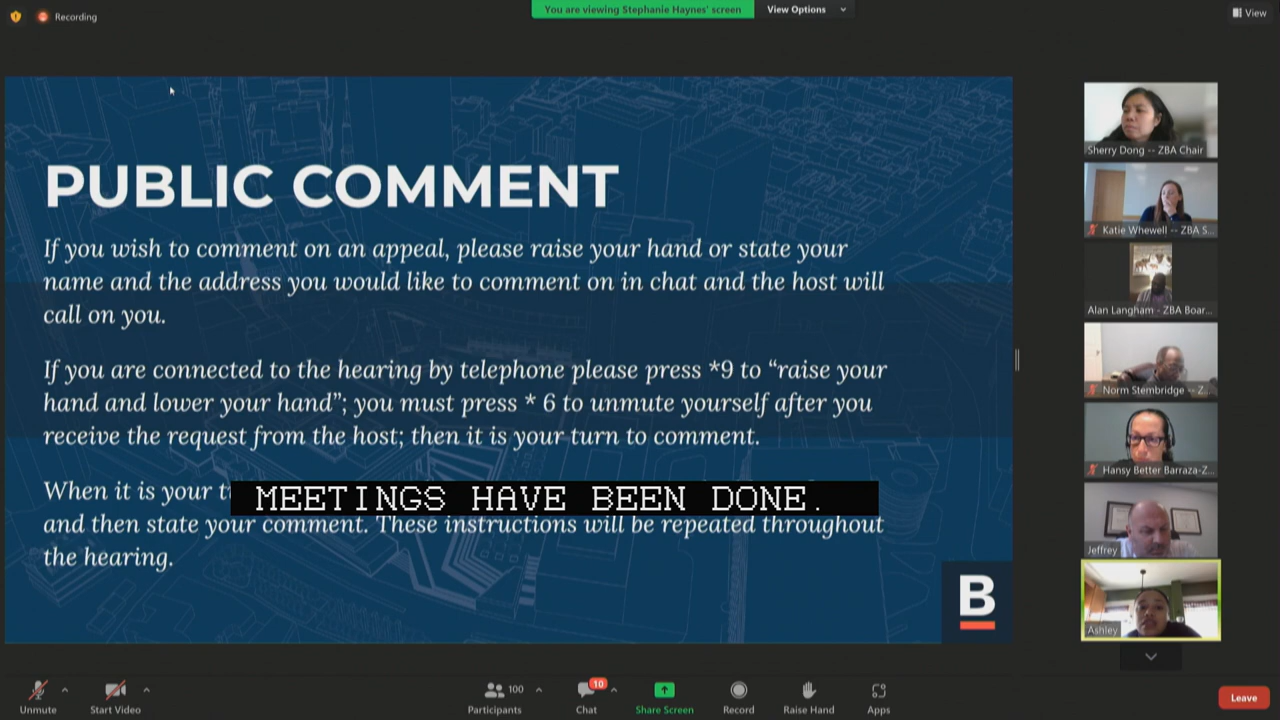 Recording
You are viewing Stephanie Haynes' screen
View Options
View
PUBLIC COMMENT
If you wish to comment on an appeal, please raise your hand or state your
name and the address you would like to comment on in chat and the host will
call on you.
If you are connected to the hearing by telephone please press *9 to “raise your
hand and lower your hand”; you must press * 6 to unmute yourself after you
receive the request from the host; then it is your turn to comment.
When it is your
MEETINGS HAVE BEEN DONE.
and then state your comment. These instructions will be repeated throughout
the hearing.
B
Sherry Dong -- ZBA Chair
Katie Whewell -- ZBA S...
Alan Langham - ZBA Boar...
Norm Stembridge -- Z...
Hansy Better Barraza-Z...
Jeffrey
Ashley
Unmute
Start Video
Participants
100
Chat
10
Share Screen
Record
Raise Hand
Apps
Leave